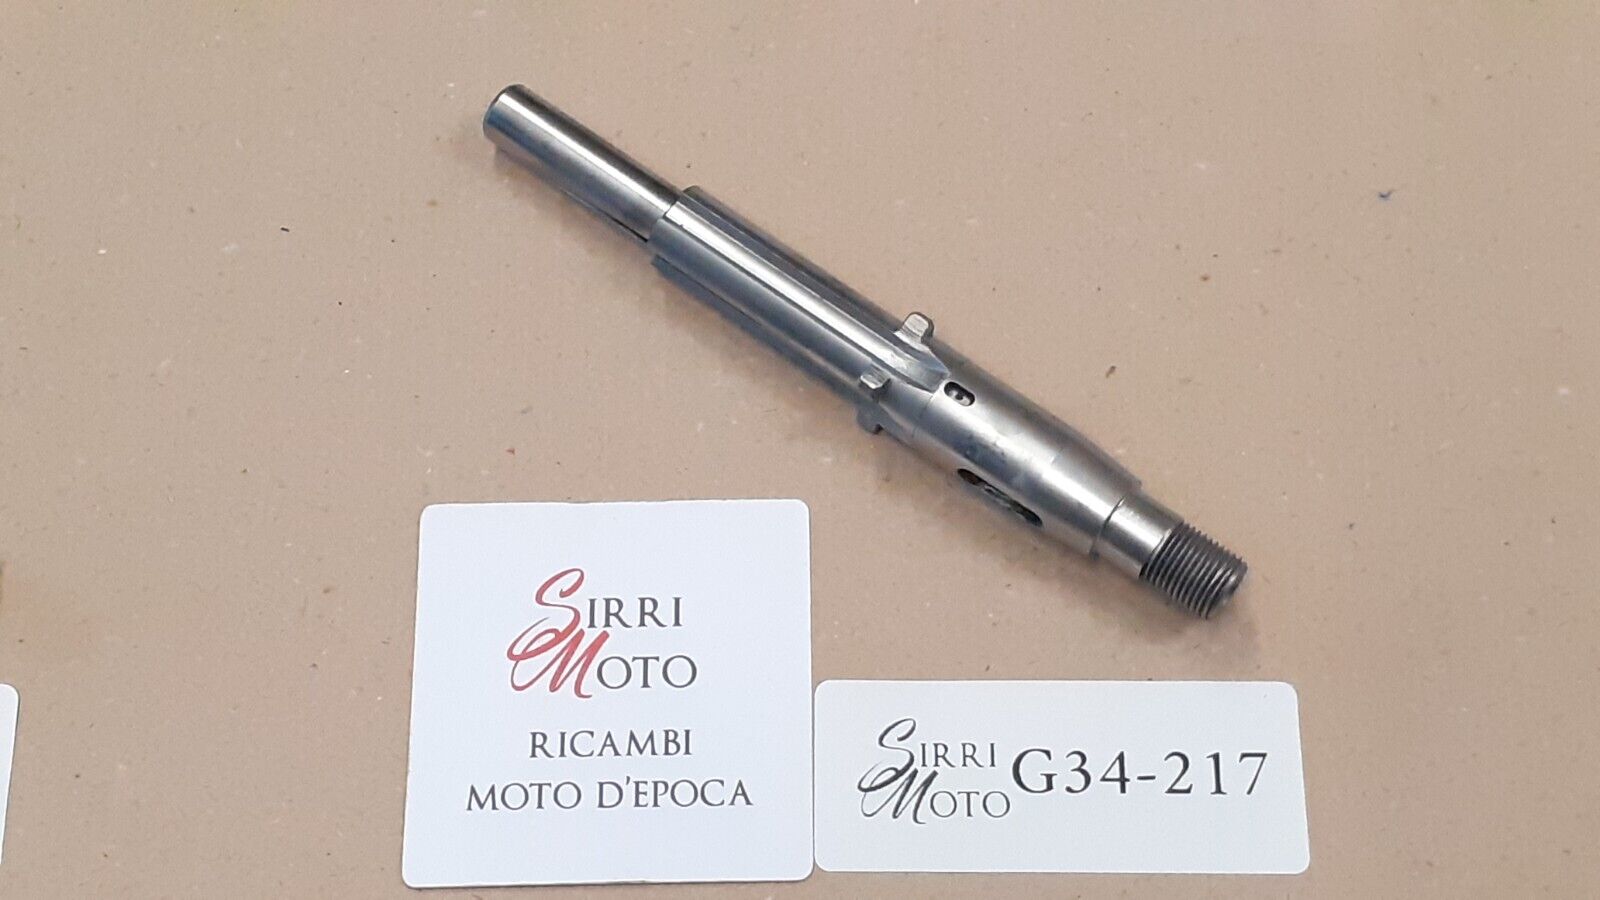 SIRRI
MOTO
RICAMBI
MOTO D'EPOCA
SIRRI
MOTO
G34-217